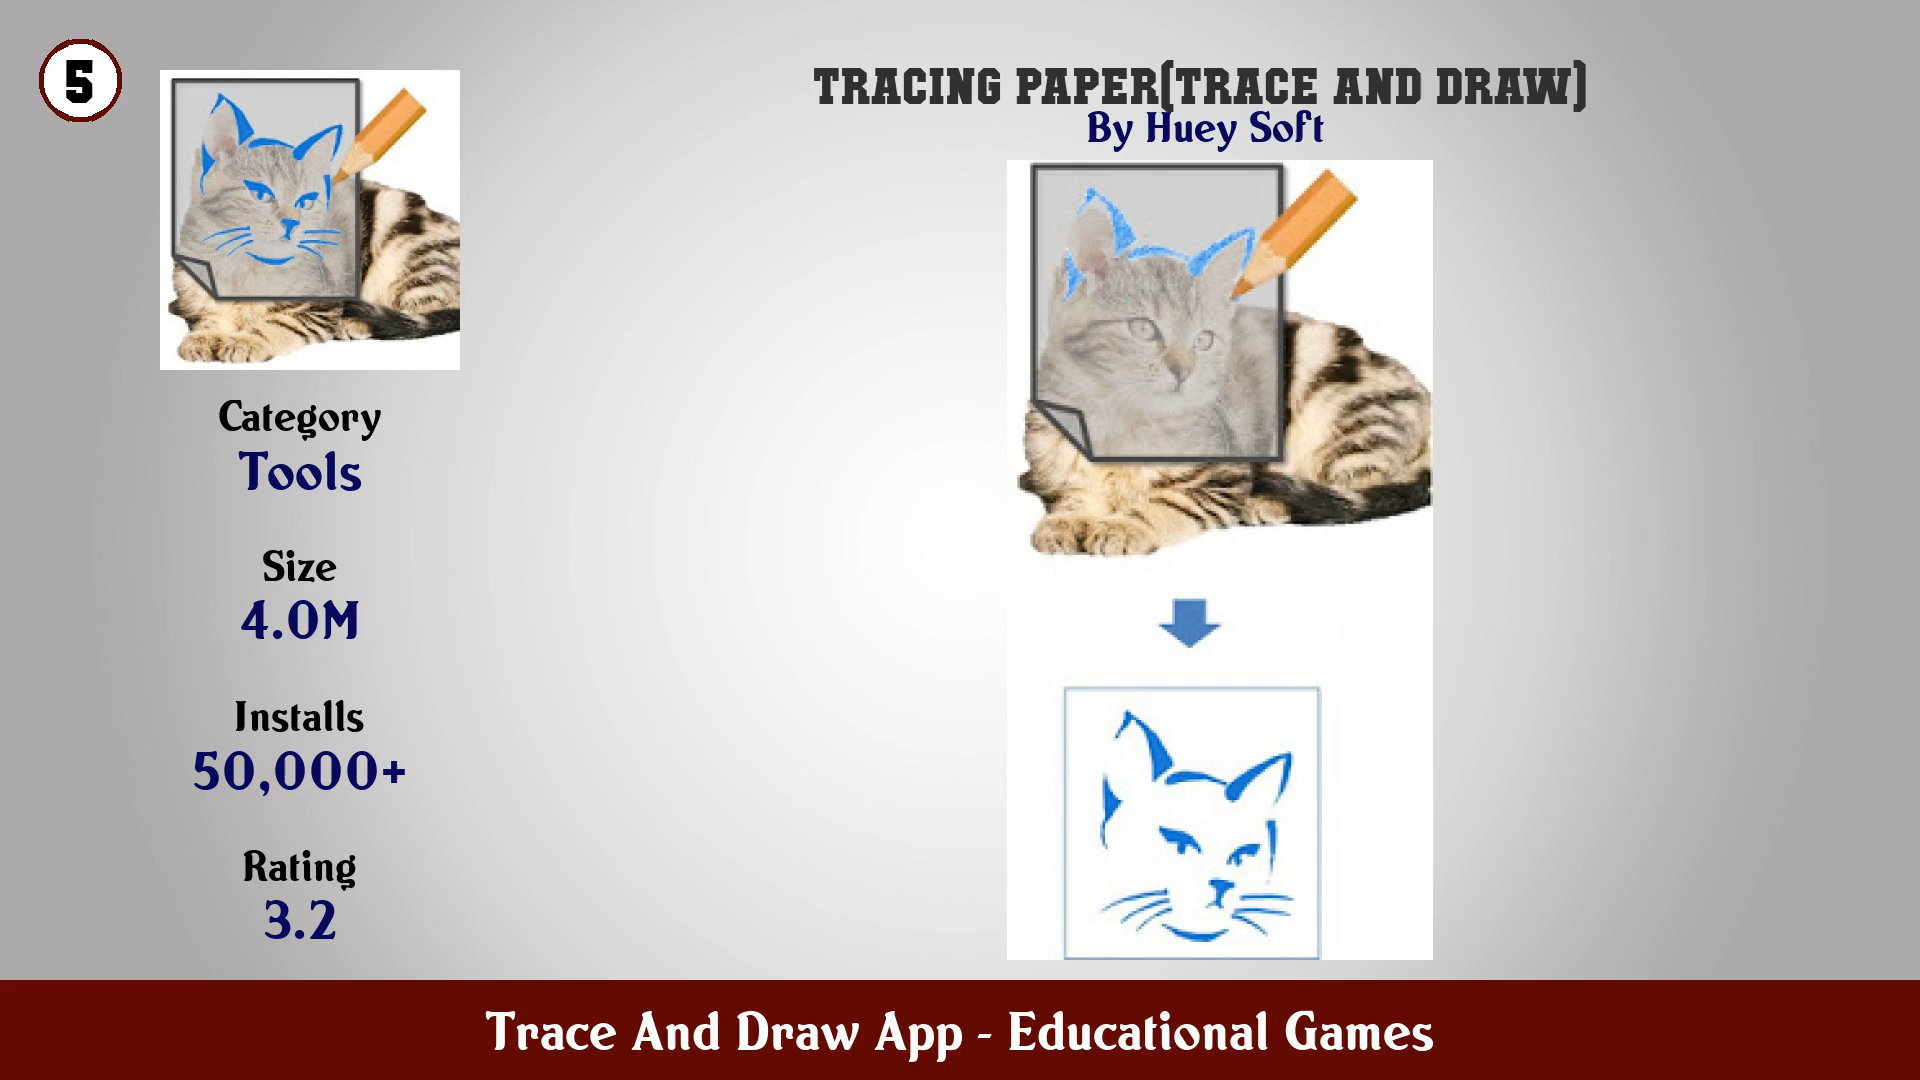 5
TRACING PAPER(TRACE AND DRAW)
By Huey Soft
Category
Tools
Size
4.0M
Installs
50,000+
Rating
3.2
Trace And Draw App - Educational Games